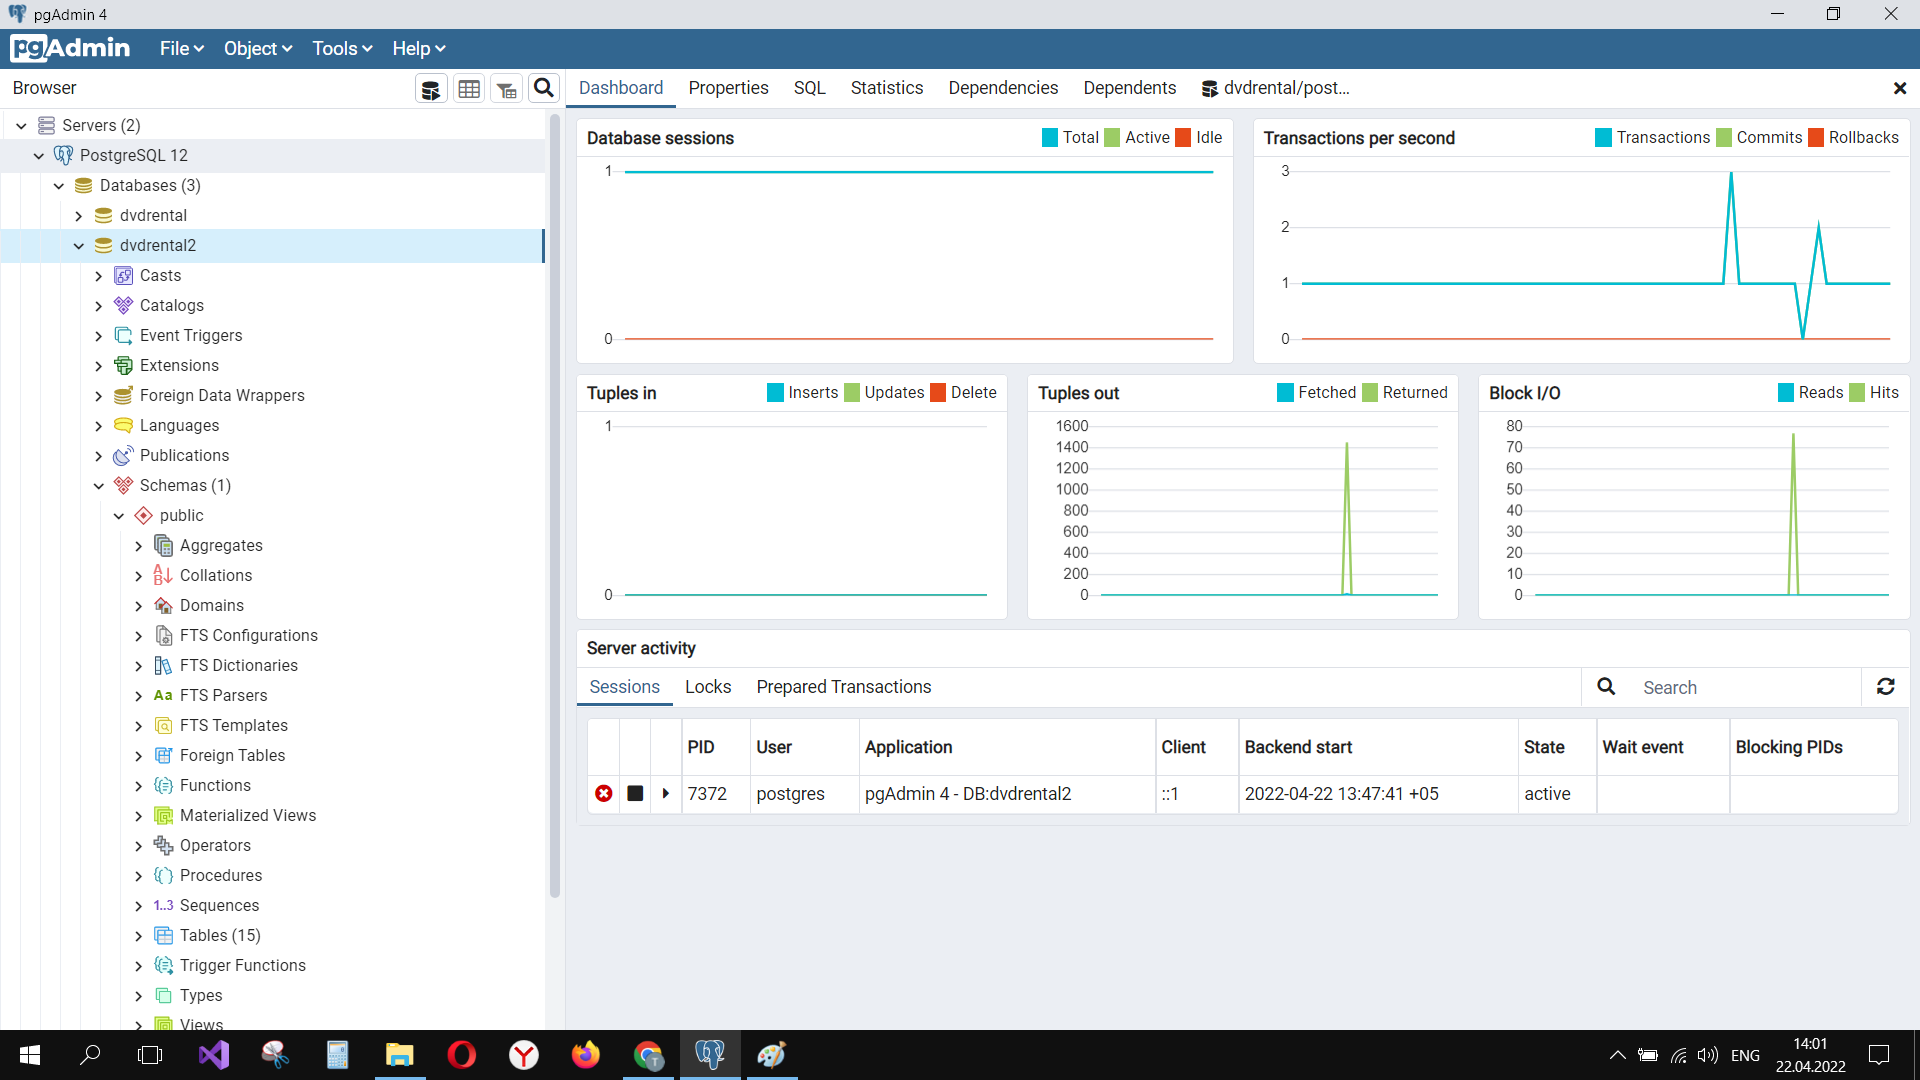 pgAdmin 4
pgAdmin File Object Tools Help
Browser
Dashboard Properties SQL Statistics Dependencies Dependents dvdrental/post...
Servers (2)
PostgreSQL 12
Databases (3)
dvdrental
dvdrental2
Casts
Catalogs
Event Triggers
Extensions
Foreign Data Wrappers
Languages
Publications
Schemas (1)
public
Aggregates
Collations
Domains
FTS Configurations
FTS Dictionaries
Aa FTS Parsers
FTS Templates
Foreign Tables
Functions
Materialized Views
Operators
Procedures
1..3 Sequences
Tables (15)
Trigger Functions
Types
Views
Database sessions Total Active Idle
1
0
Transactions per second Transactions Commits Rollbacks
3
2
1
0
Tuples in Inserts Updates Delete
1
0
Tuples out Fetched Returned
1600
1400
1200
1000
800
600
400
200
0
Block I/O Reads Hits
80
70
60
50
40
30
20
10
0
Server activity
Sessions Locks Prepared Transactions Search
PID User Application Client Backend start State Wait event Blocking PIDs
7372 postgres pgAdmin 4 - DB:dvdrental2 ::1 2022-04-22 13:47:41 +05 active
ENG
14:01
22.04.2022